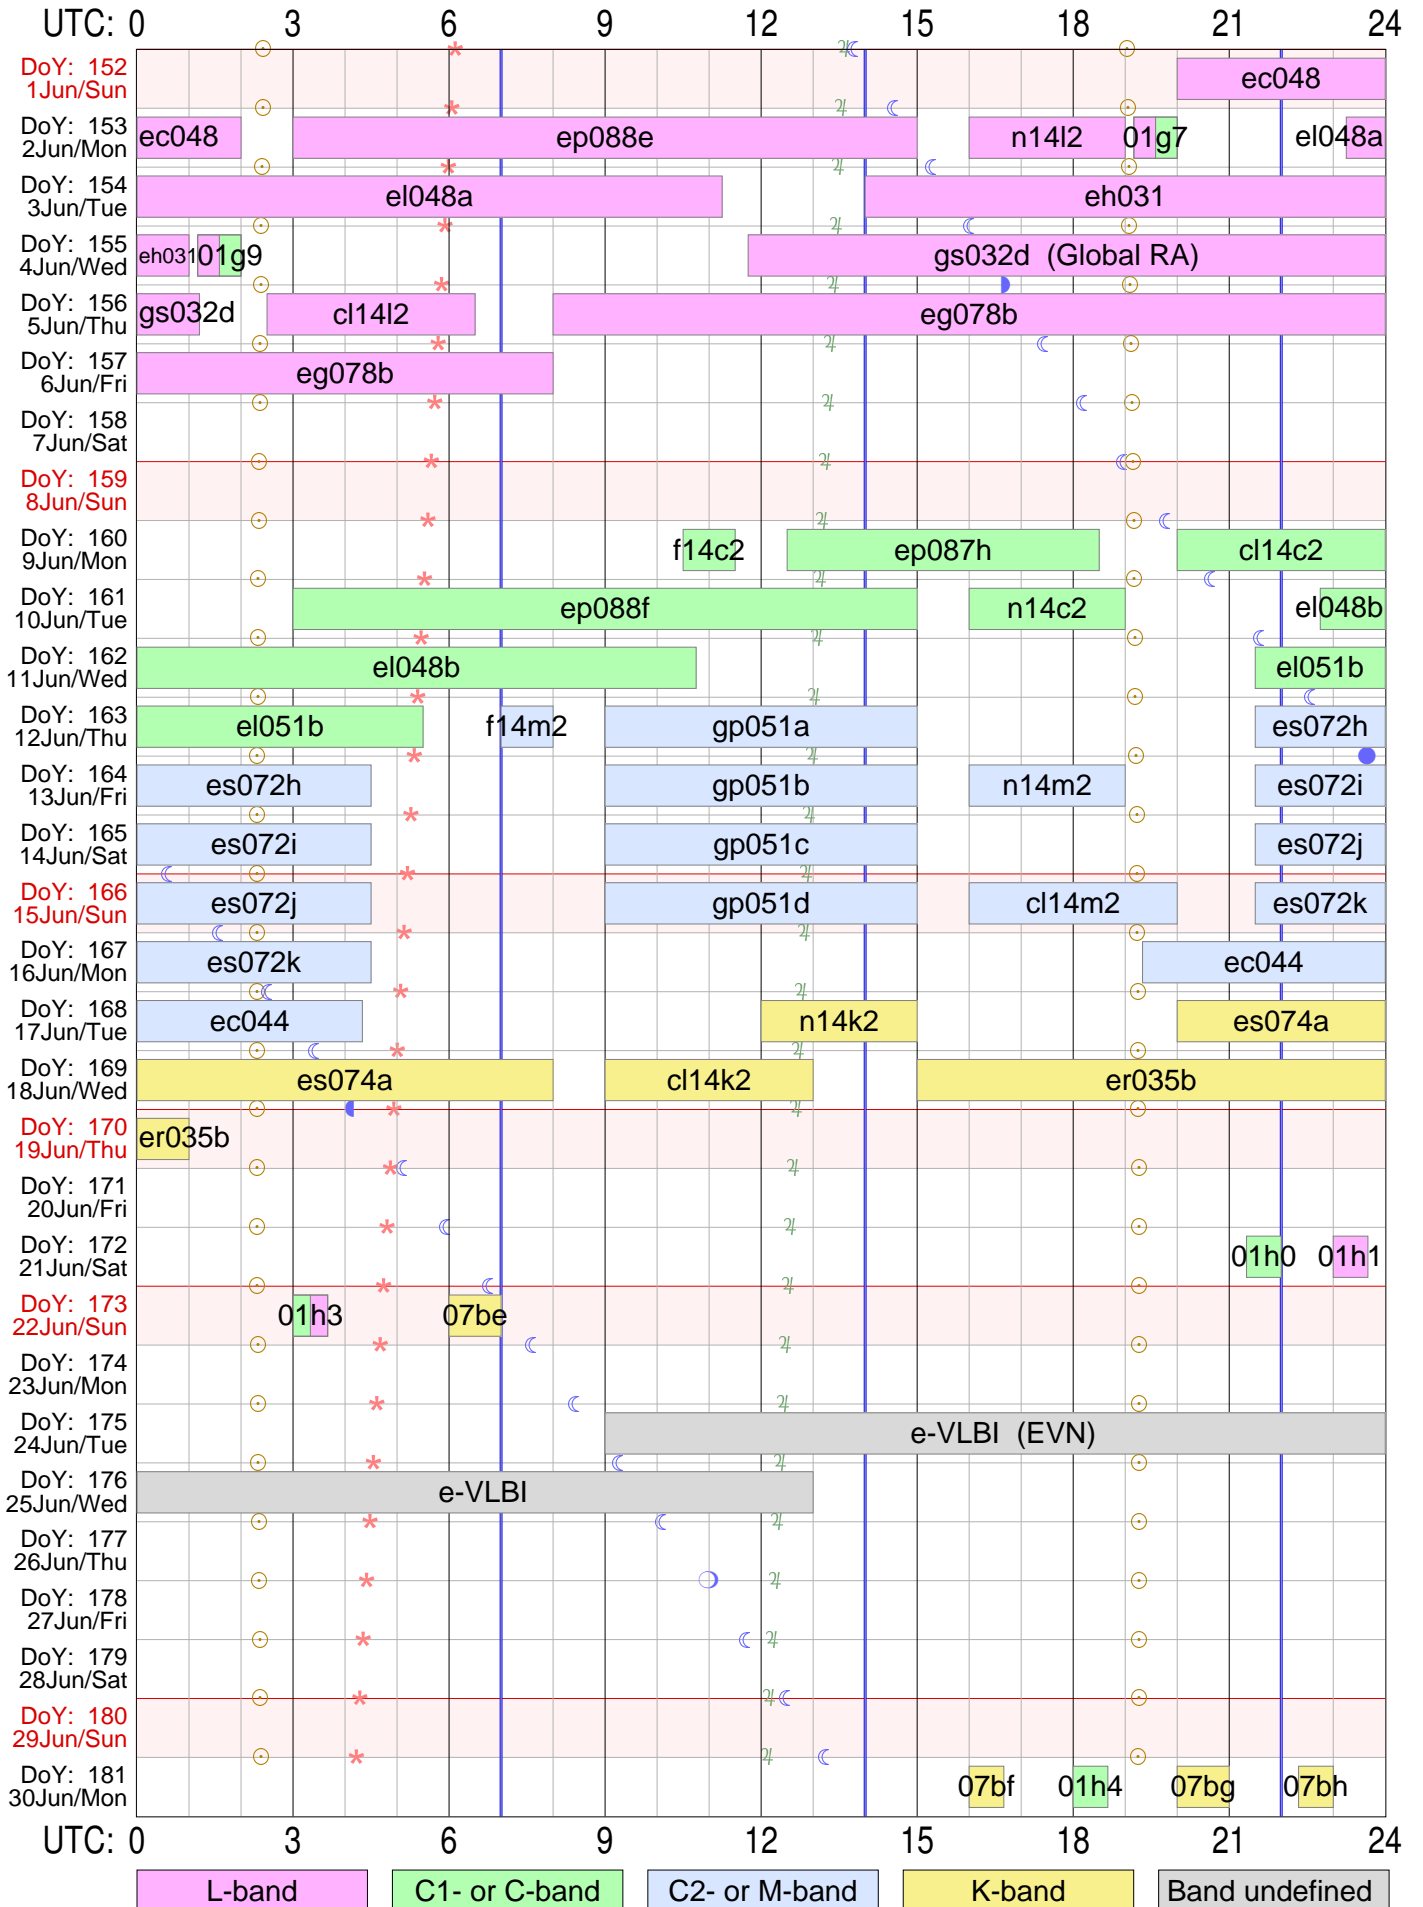 UTC: 0 3 6 9 12 15 18 21 24
DoY: 152
1Jun/Sun
ec048
DoY: 153
2Jun/Mon
ec048 ep088e n14l2 01g7 el048a
DoY: 154
3Jun/Tue
el048a eh031
DoY: 155
4Jun/Wed
eh031 01g9 gs032d (Global RA)
DoY: 156
5Jun/Thu
gs032d cl14l2 eg078b
DoY: 157
6Jun/Fri
eg078b
DoY: 158
7Jun/Sat
DoY: 159
8Jun/Sun
DoY: 160
9Jun/Mon
f14c2 ep087h cl14c2
DoY: 161
10Jun/Tue
ep088f n14c2 el048b
DoY: 162
11Jun/Wed
el048b el051b
DoY: 163
12Jun/Thu
el051b f14m2 gp051a es072h
DoY: 164
13Jun/Fri
es072h gp051b n14m2 es072i
DoY: 165
14Jun/Sat
es072i gp051c es072j
DoY: 166
15Jun/Sun
es072j gp051d cl14m2 es072k
DoY: 167
16Jun/Mon
es072k ec044
DoY: 168
17Jun/Tue
ec044 n14k2 es074a
DoY: 169
18Jun/Wed
es074a cl14k2 er035b
DoY: 170
19Jun/Thu
er035b
DoY: 171
20Jun/Fri
DoY: 172
21Jun/Sat
01h0 01h1
DoY: 173
22Jun/Sun
01h3 07be
DoY: 174
23Jun/Mon
DoY: 175
24Jun/Tue
e-VLBI (EVN)
DoY: 176
25Jun/Wed
e-VLBI
DoY: 177
26Jun/Thu
DoY: 178
27Jun/Fri
DoY: 179
28Jun/Sat
DoY: 180
29Jun/Sun
DoY: 181
30Jun/Mon
07bf 01h4 07bg 07bh
UTC: 0 3 6 9 12 15 18 21 24
L-band C1- or C-band C2- or M-band K-band Band undefined